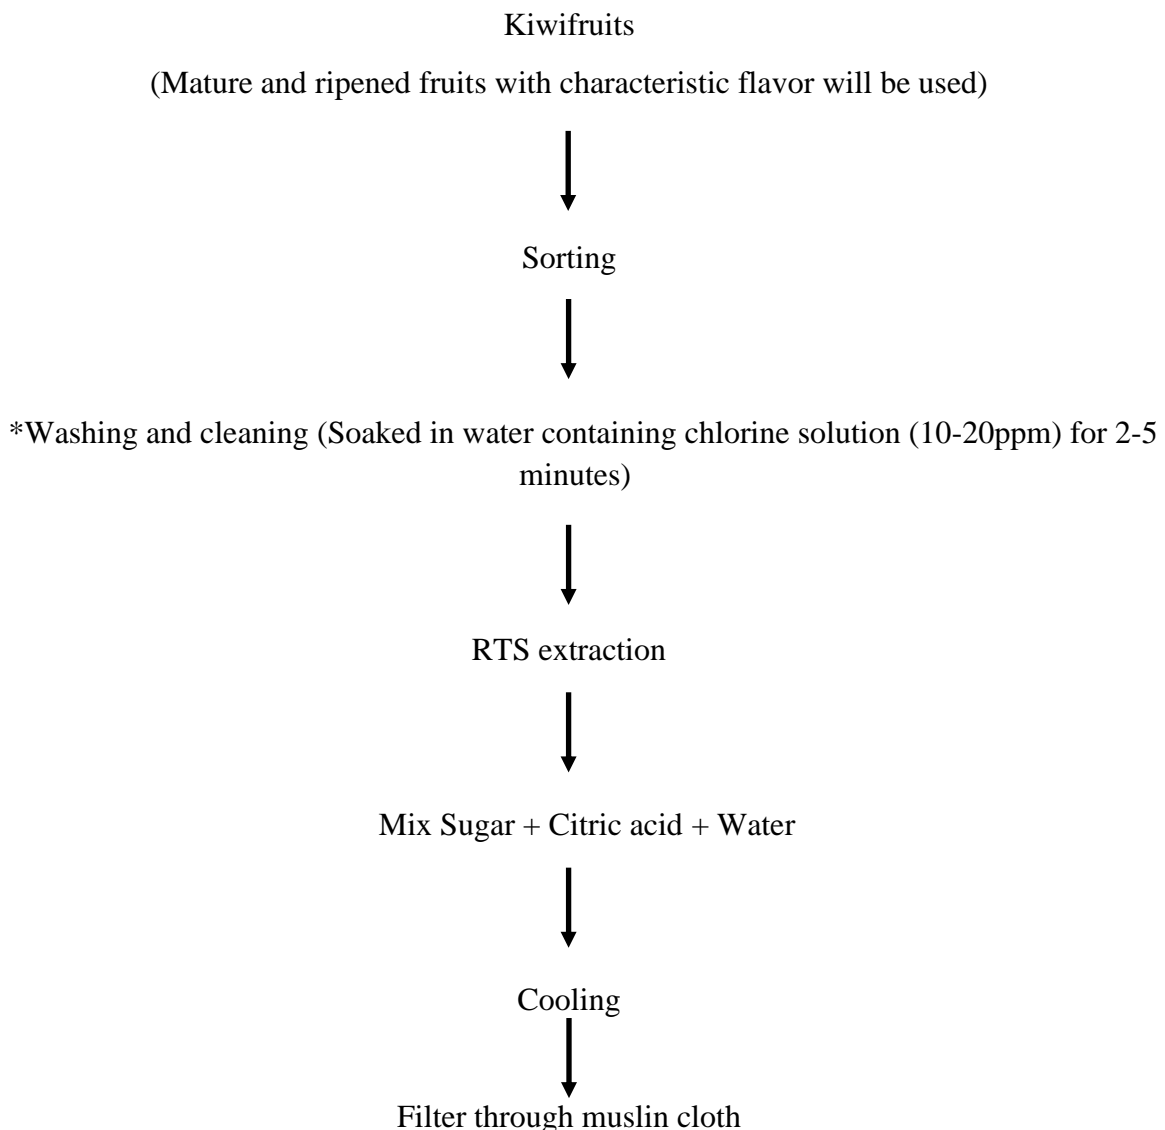 Kiwifruits
(Mature and ripened fruits with characteristic flavor will be used)
Sorting
*Washing and cleaning (Soaked in water containing chlorine solution (10-20ppm) for 2-5
minutes)
RTS extraction
Mix Sugar + Citric acid + Water
Cooling
Filter through muslin cloth